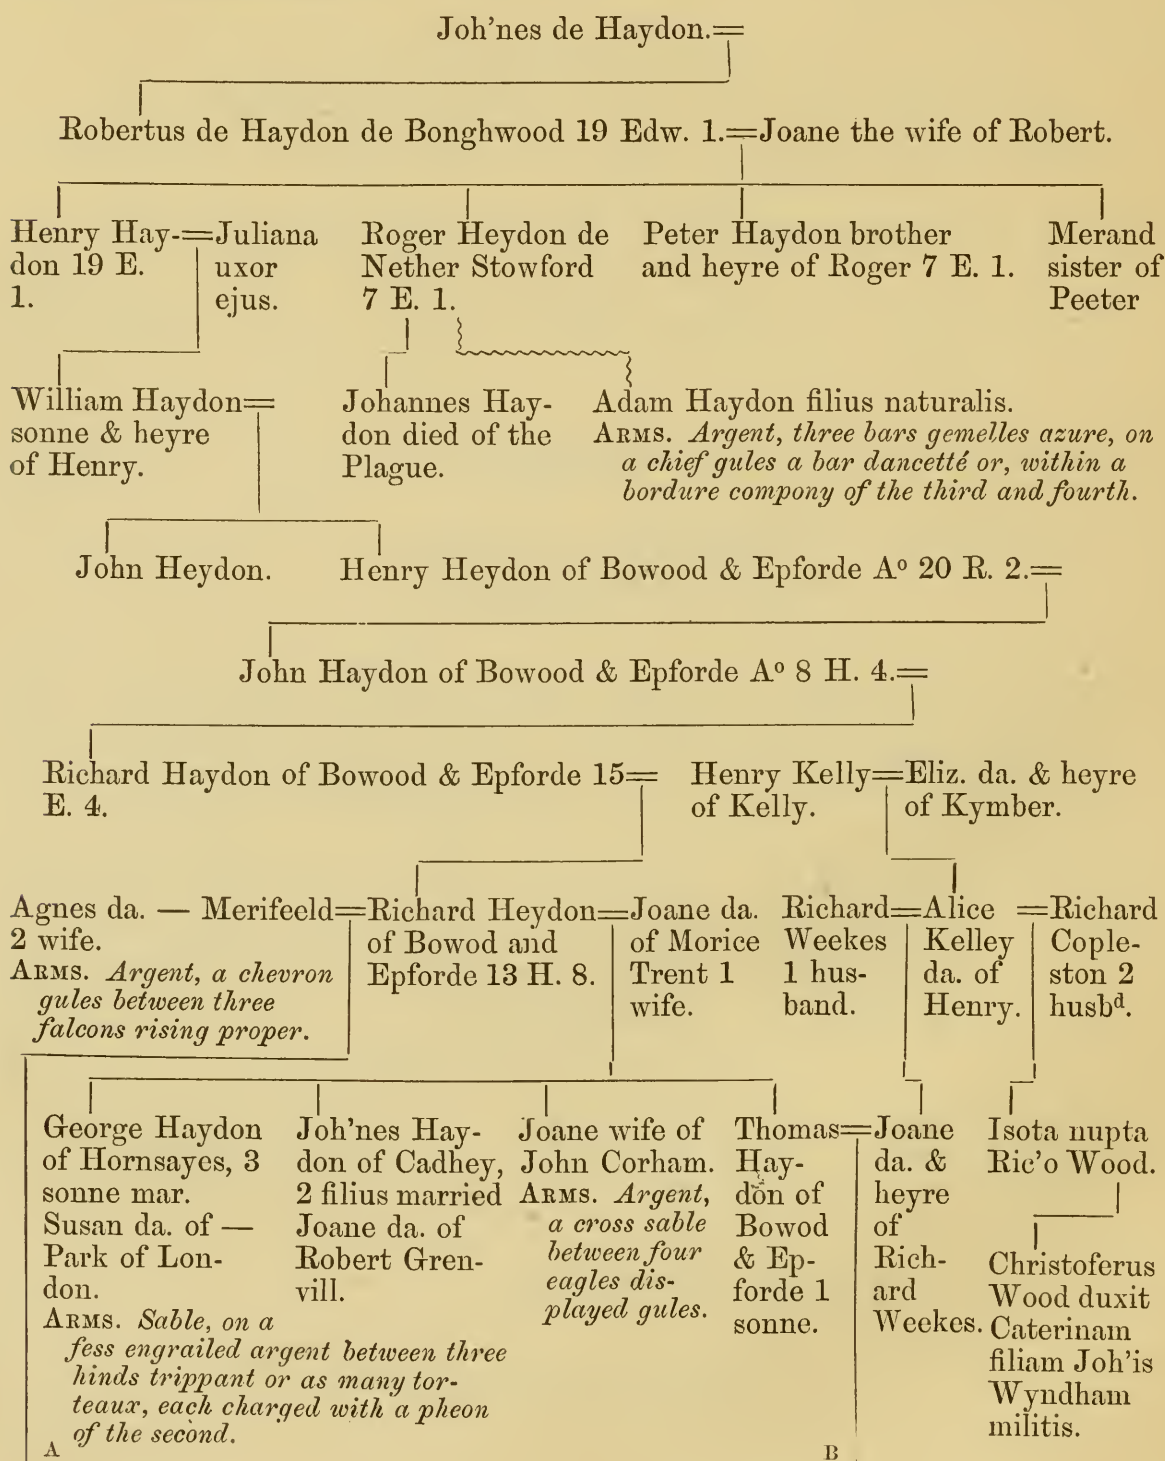 Joh'nes de Haydon.=
Robertus de Haydon de Bonghwood 19 Edw. 1.=Joane the wife of Robert.
Henry Hay-=Juliana
don 19 E. uxor
1. ejus.
Roger Heydon de
Nether Stowford
7 E. 1.
Peter Haydon brother
and heyre of Roger 7 E. 1.
Merand
sister of
Peeter
William Haydon=
sonne & heyre
of Henry.
Johannes Hay-
don died of the
Plague.
Adam Haydon filius naturalis.
ARMS. Argent, three bars gemelles azure, on
a chief gules a bar dancetté or, within a
bordure compony of the third and fourth.
John Heydon.
Henry Heydon of Bowood & Epforde Aº 20 R. 2.=
John Haydon of Bowood & Epforde Aº 8 H. 4.=
Richard Haydon of Bowood & Epforde 15=
E. 4.
Henry Kelly=Eliz. da. & heyre
of Kelly. of Kymber.
Agnes da. — Merifeeld=
2 wife.
ARMS. Argent, a chevron
gules between three
falcons rising proper.
Richard Heydon=
of Bowod and
Epforde 13 H. 8.
Joane da.
of Morice
Trent 1
wife.
Richard=
Weekes
1 hus-
band.
Alice =
Kelley
da. of
Henry.
Richard
Cople-
ston 2
husbᵈ.
George Haydon
of Hornsayes, 3
sonne mar.
Susan da. of —
Park of Lon-
don.
ARMS. Sable, on a
fess engrailed argent between three
hinds trippant or as many tor-
teaux, each charged with a pheon
of the second.
Joh'nes Hay-
don of Cadhey,
2 filius married
Joane da. of
Robert Gren-
vill.
Joane wife of
John Corham.
ARMS. Argent,
a cross sable
between four
eagles dis-
played gules.
Thomas=
Hay-
don of
Bowod
& Ep-
forde 1
sonne.
Joane
da. &
heyre
of
Rich-
ard
Weekes.
Isota nupta
Ric'o Wood.
Christoferus
Wood duxit
Caterinam
filiam Joh'is
Wyndham
militis.
A
B